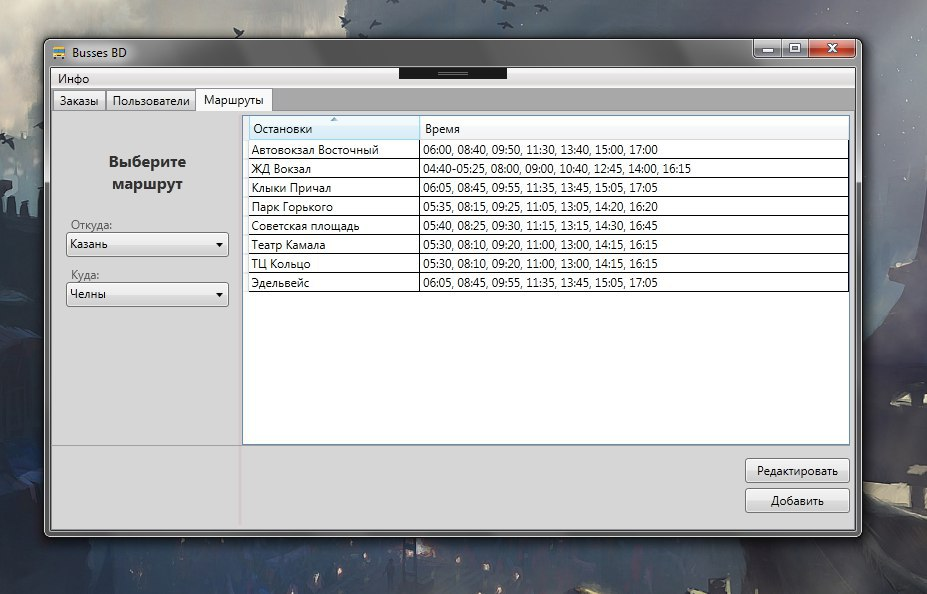 Busses BD
Инфо
Заказы Пользователи Маршруты
Выберите
маршрут
Откуда:
Казань
Куда:
Челны
Остановки Время
Автовокзал Восточный 06:00, 08:40, 09:50, 11:30, 13:40, 15:00, 17:00
ЖД Вокзал 04:40-05:25, 08:00, 09:00, 10:40, 12:45, 14:00, 16:15
Клыки Причал 06:05, 08:45, 09:55, 11:35, 13:45, 15:05, 17:05
Парк Горького 05:35, 08:15, 09:25, 11:05, 13:05, 14:20, 16:20
Советская площадь 05:40, 08:25, 09:30, 11:15, 13:15, 14:30, 16:45
Театр Камала 05:30, 08:10, 09:20, 11:00, 13:00, 14:15, 16:15
ТЦ Кольцо 05:30, 08:10, 09:20, 11:00, 13:00, 14:15, 16:15
Эдельвейс 06:05, 08:45, 09:55, 11:35, 13:45, 15:05, 17:05
Редактировать
Добавить